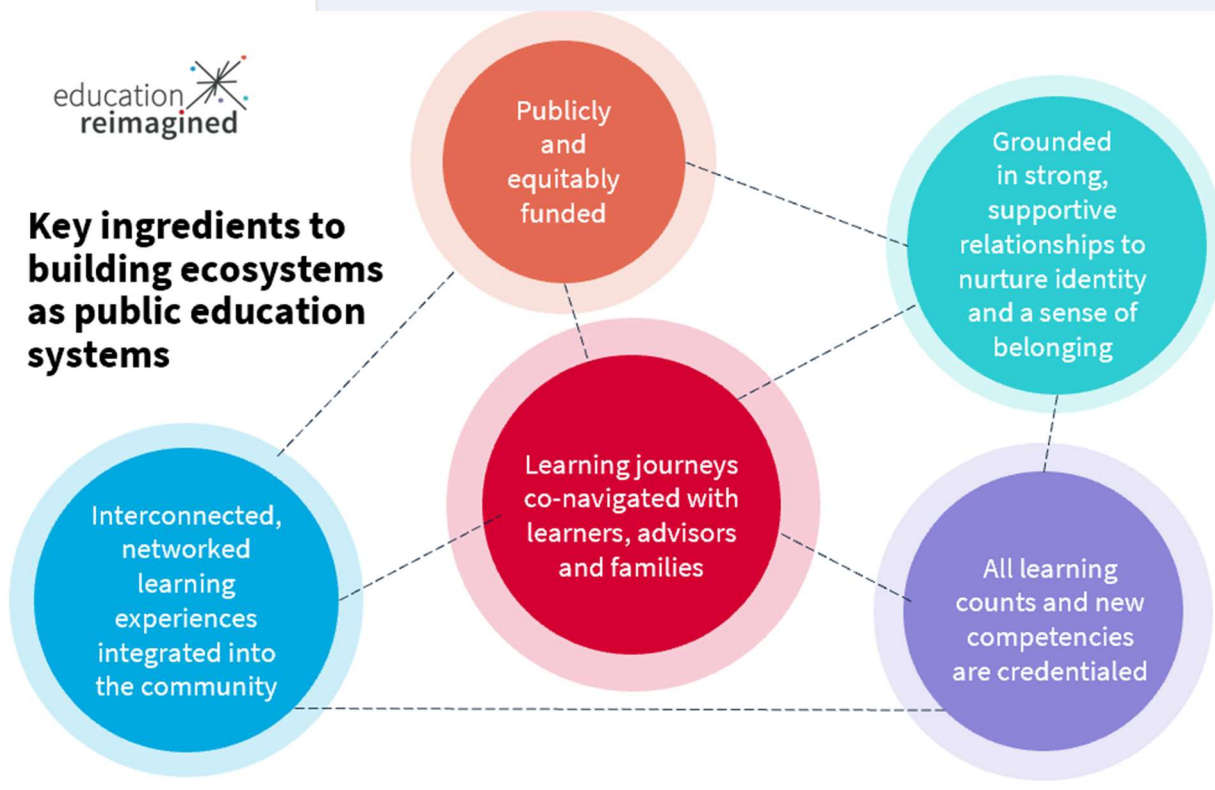 education
reimagined
Key ingredients to
building ecosystems
as public education
systems
Publicly
and
equitably
funded
Grounded
in strong,
supportive
relationships to
nurture identity
and a sense of
belonging
Learning journeys
co-navigated with
learners, advisors
and families
Interconnected,
networked
learning
experiences
integrated into
the community
All learning
counts and new
competencies
are credentialed